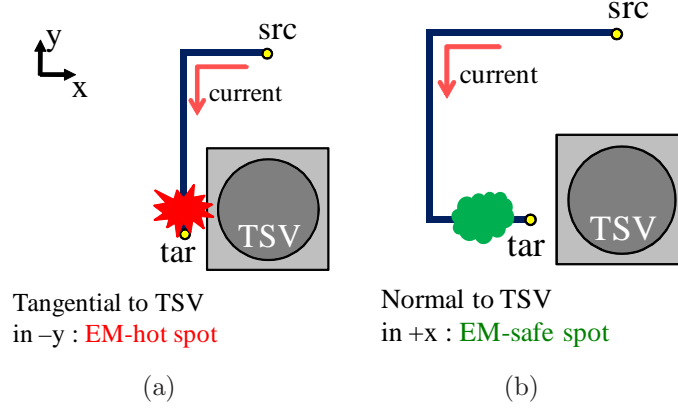 y
x
src
current
TSV
tar
Tangential to TSV
in –y : EM-hot spot
(a)
src
current
TSV
tar
Normal to TSV
in +x : EM-safe spot
(b)